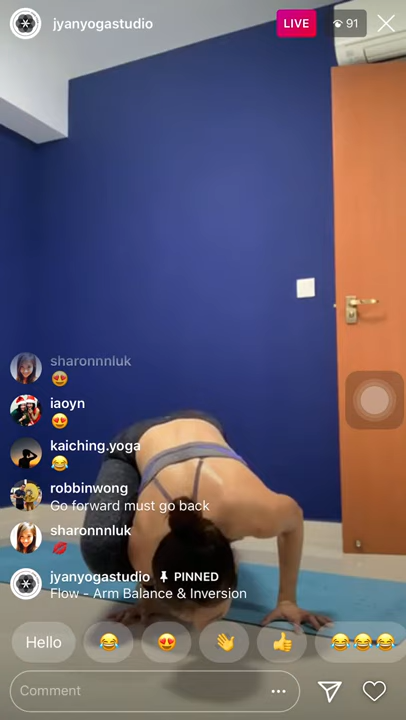 jyanyogastudio
LIVE
91
sharonnnluk
😍
iaoyn
😍
kaiching.yoga
😂
robbinwong
Go forward must go back
sharonnnluk
💋
jyanyogastudio PINNED
Flow - Arm Balance & Inversion
Hello 😂 😍 👋 👍 😂😂😂
Comment